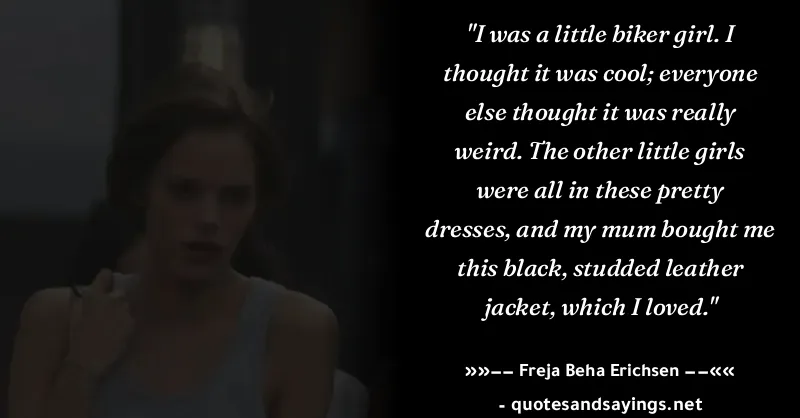 "I was a little biker girl. I
thought it was cool; everyone
else thought it was really
weird. The other little girls
were all in these pretty
dresses, and my mum bought me
this black, studded leather
jacket, which I loved."
»»–– Freja Beha Erichsen ––««
- quotesandsayings.net